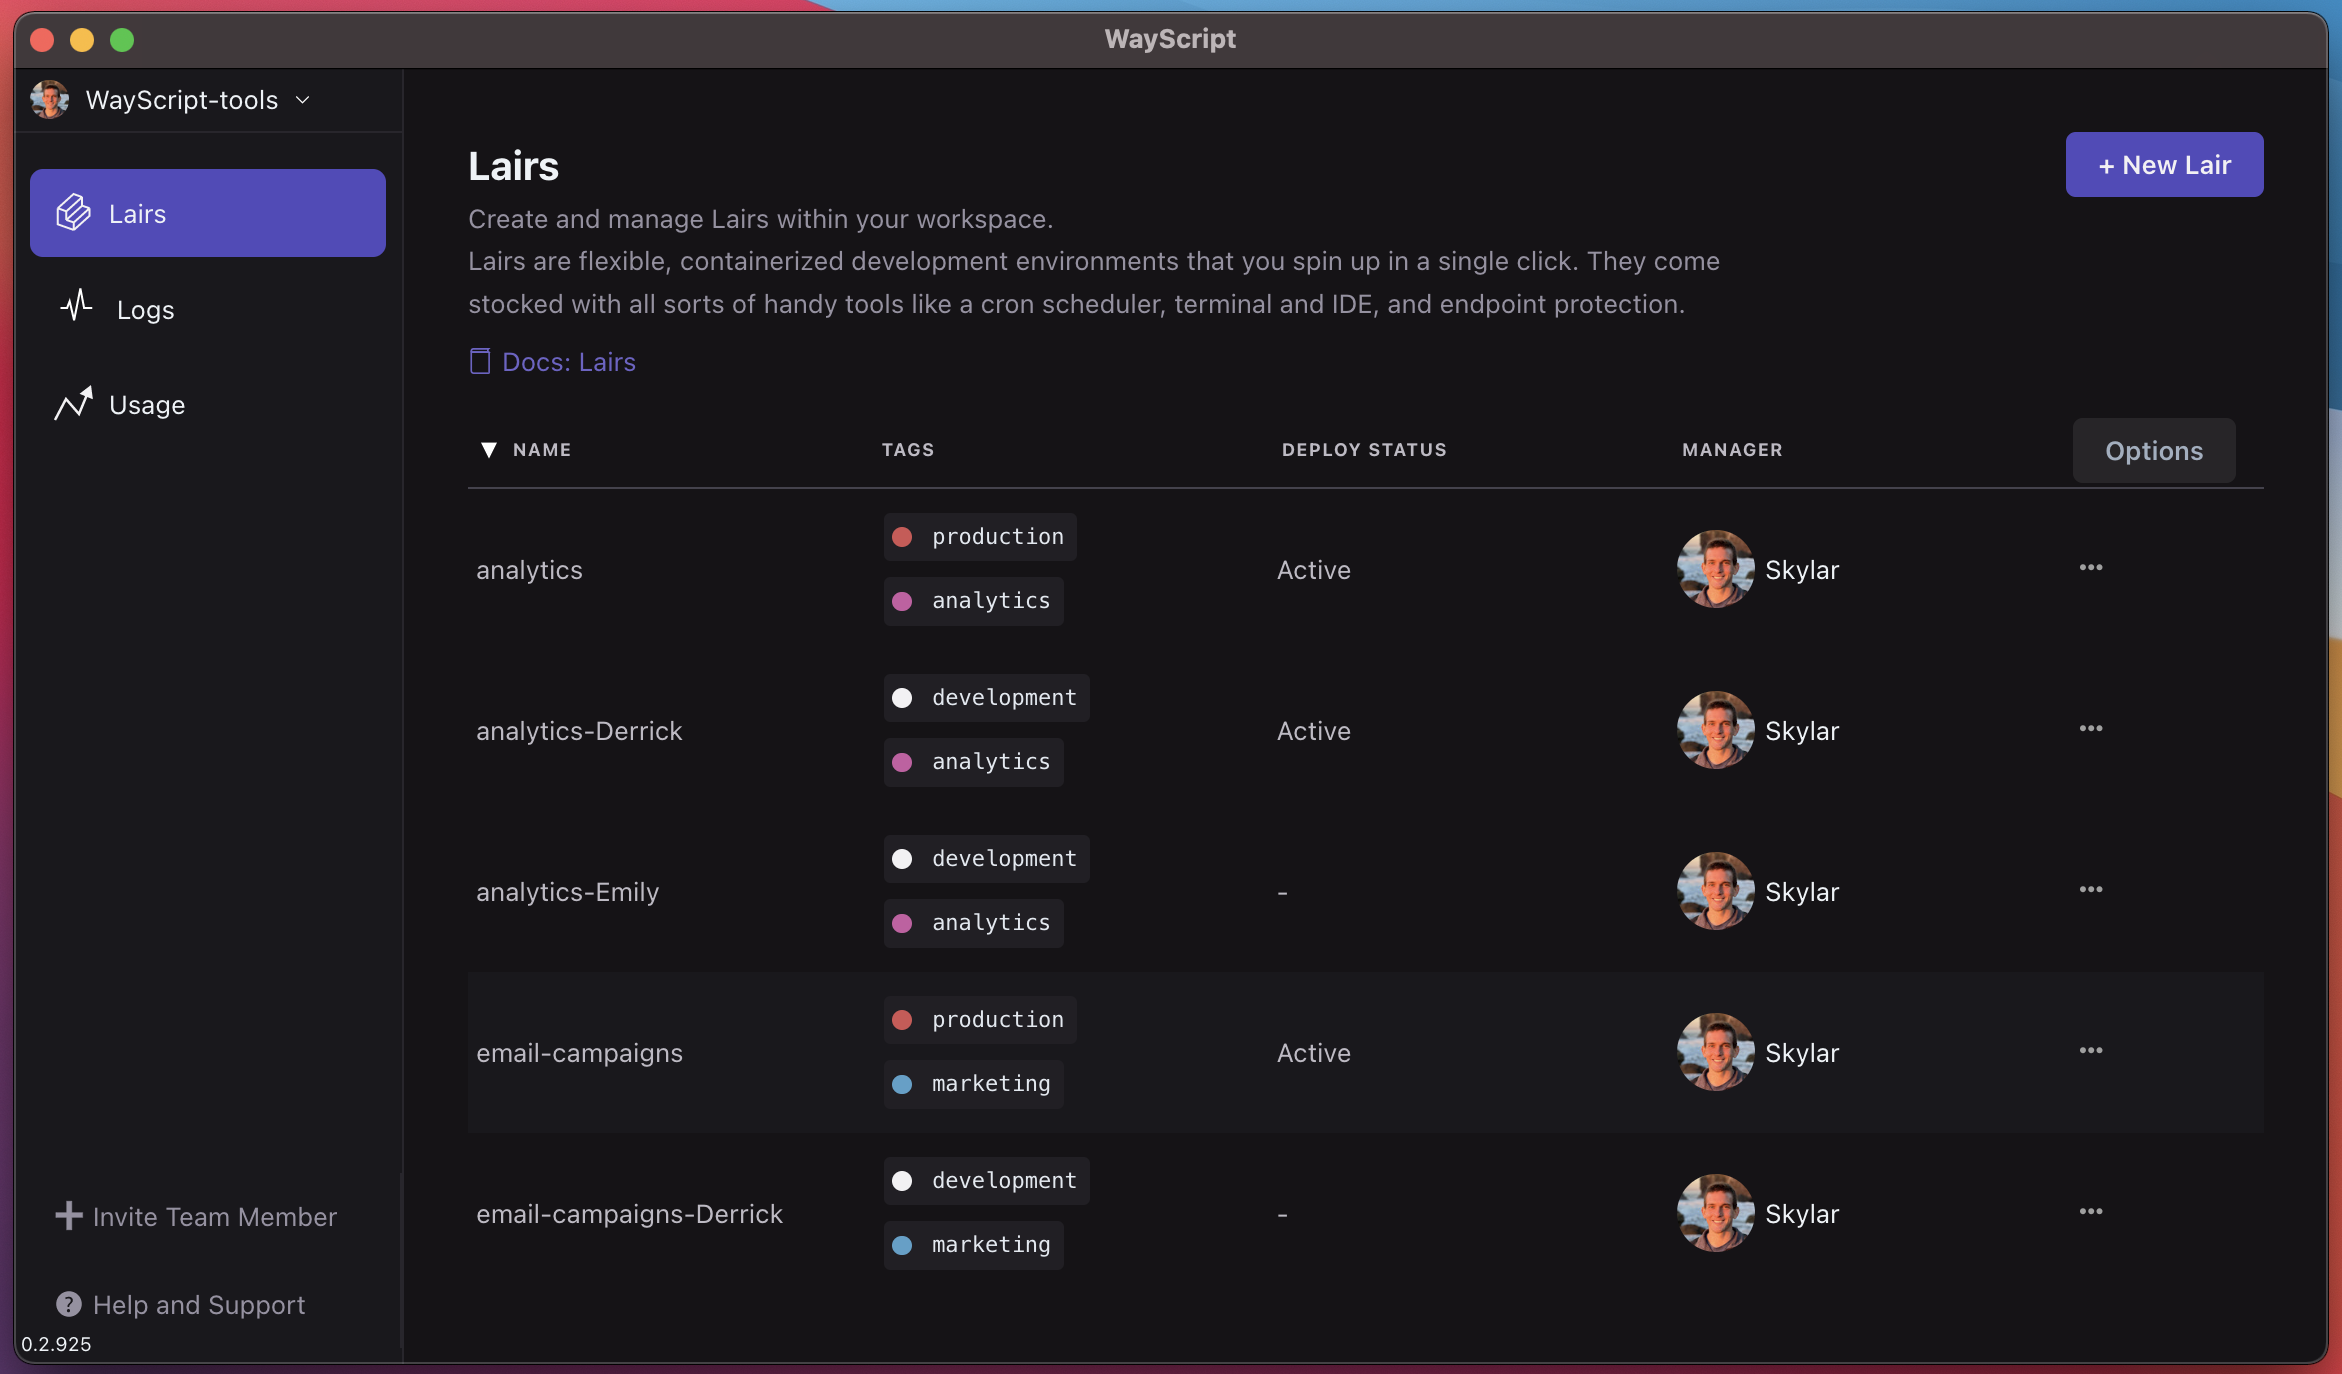 WayScript
WayScript-tools
Lairs
Logs
Usage
Invite Team Member
Help and Support
0.2.925
Lairs
+ New Lair
Create and manage Lairs within your workspace.
Lairs are flexible, containerized development environments that you spin up in a single click. They come
stocked with all sorts of handy tools like a cron scheduler, terminal and IDE, and endpoint protection.
Docs: Lairs
▼ NAME TAGS DEPLOY STATUS MANAGER Options
production
analytics Active Skylar ...
analytics
development
analytics-Derrick Active Skylar ...
analytics
development
analytics-Emily - Skylar ...
analytics
production
email-campaigns Active Skylar ...
marketing
development
email-campaigns-Derrick - Skylar ...
marketing